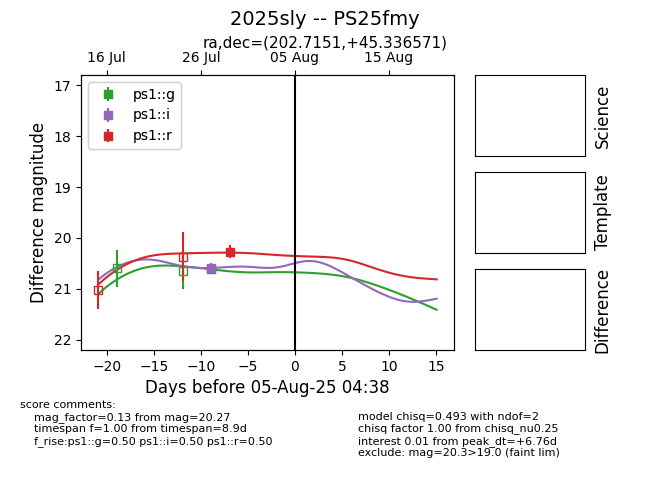 2025sly -- PS25fmy
ra,dec=(202.7151,+45.336571)
16 Jul 26 Jul 05 Aug 15 Aug
17
18
19
20
21
22
Difference magnitude
ps1::g
ps1::i
ps1::r
−20 −15 −10 −5 0 5 10 15
Days before 05-Aug-25 04:38
Science
Template
Difference
score comments:
mag_factor=0.13 from mag=20.27
timespan f=1.00 from timespan=8.9d
f_rise:ps1::g=0.50 ps1::i=0.50 ps1::r=0.50
model chisq=0.493 with ndof=2
chisq factor 1.00 from chisq_nu0.25
interest 0.01 from peak_dt=+6.76d
exclude: mag=20.3>19.0 (faint lim)